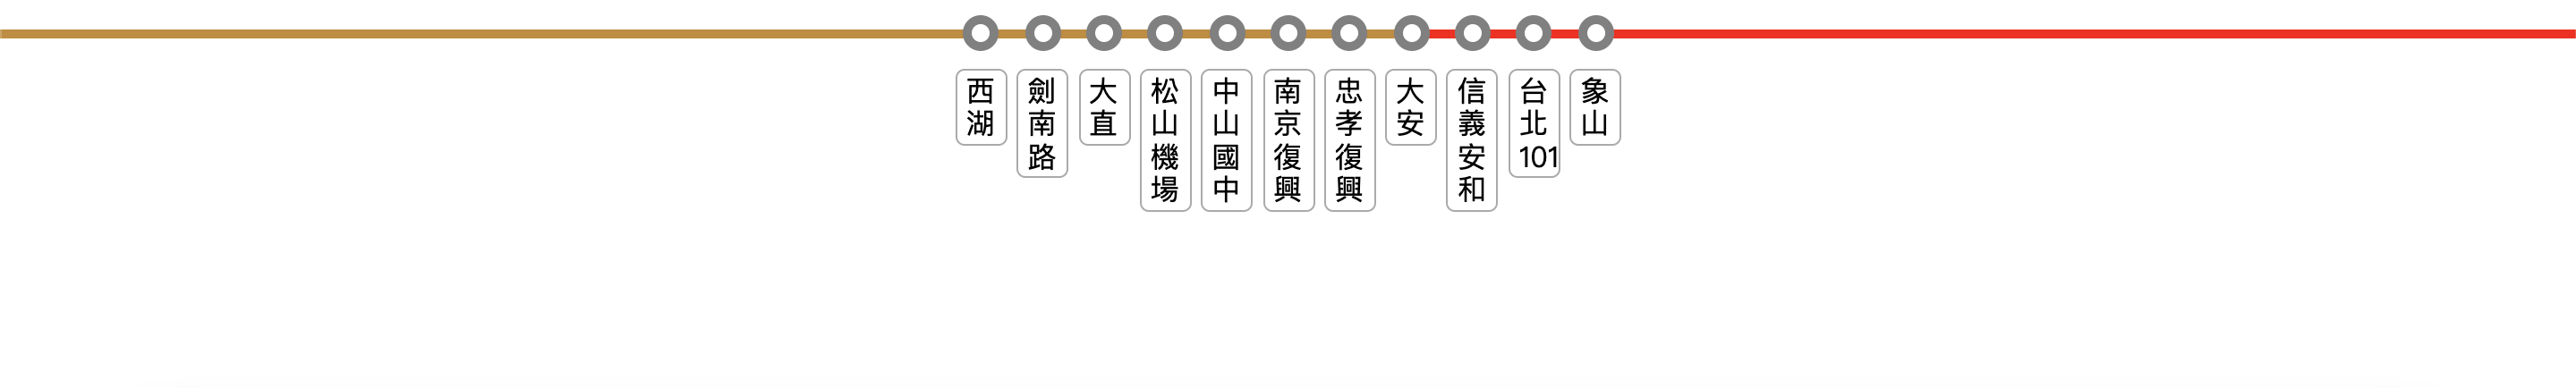 西湖
劍南路
大直
松山機場
中山國中
南京復興
忠孝復興
大安
信義安和
台北101
象山